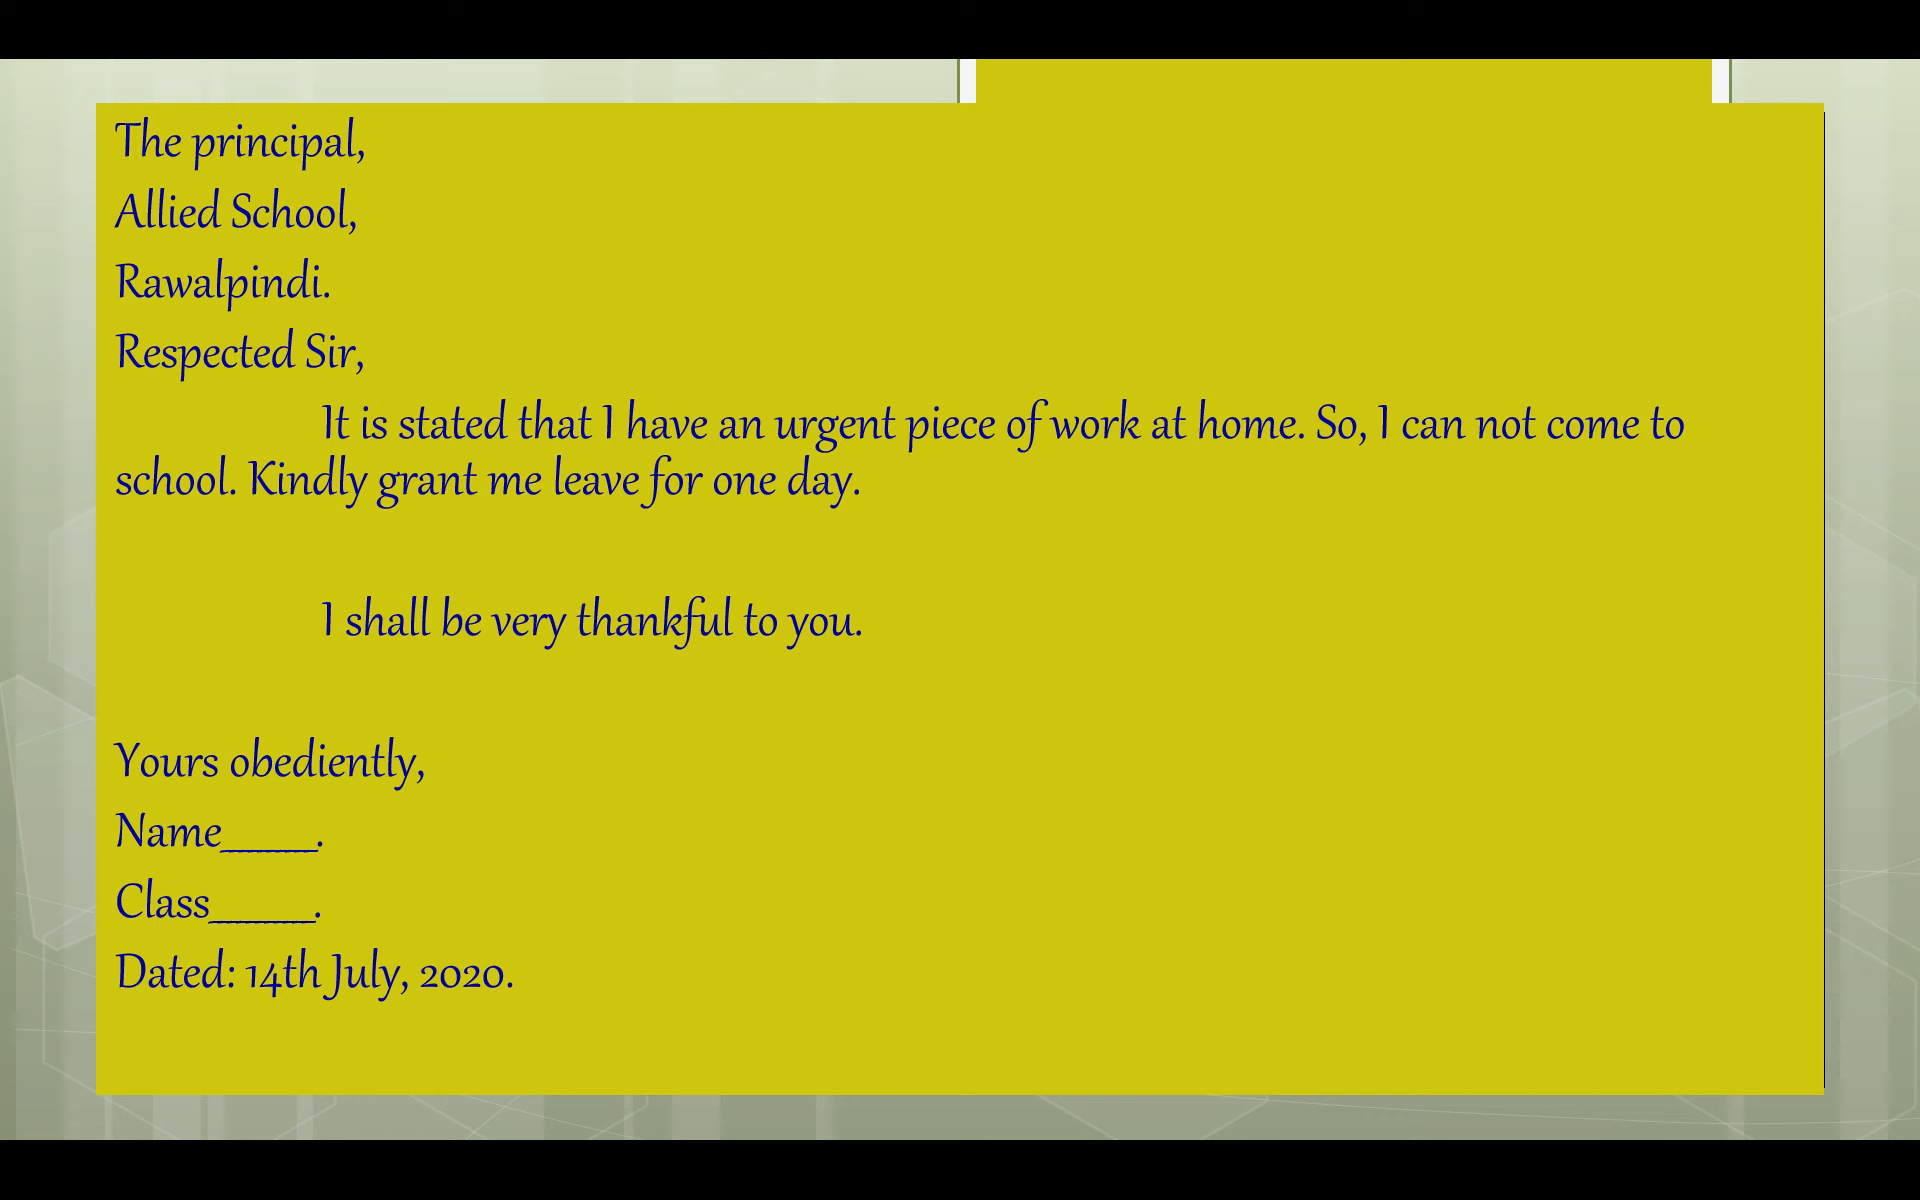 The principal,
Allied School,
Rawalpindi.
Respected Sir,
It is stated that I have an urgent piece of work at home. So, I can not come to
school. Kindly grant me leave for one day.
I shall be very thankful to you.
Yours obediently,
Name_____.
Class_____.
Dated: 14th July, 2020.